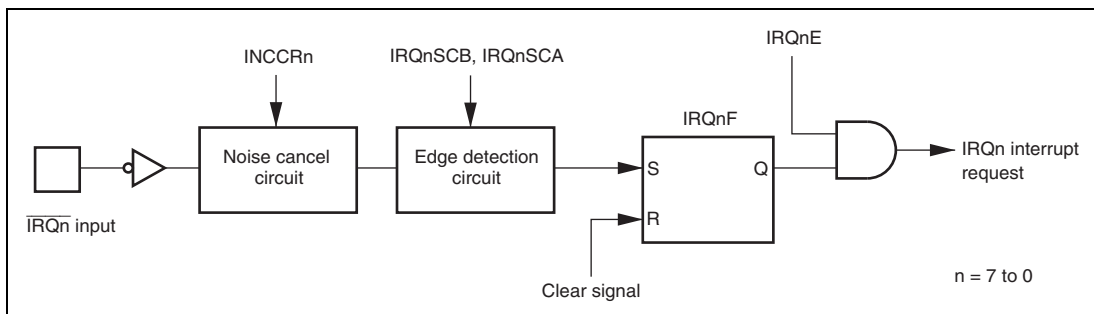 INCCRn
IRQnSCB, IRQnSCA
IRQnE
IRQnF
Noise cancel
circuit
Edge detection
circuit
S
Q
R
IRQn interrupt
request
IRQn input
Clear signal
n = 7 to 0